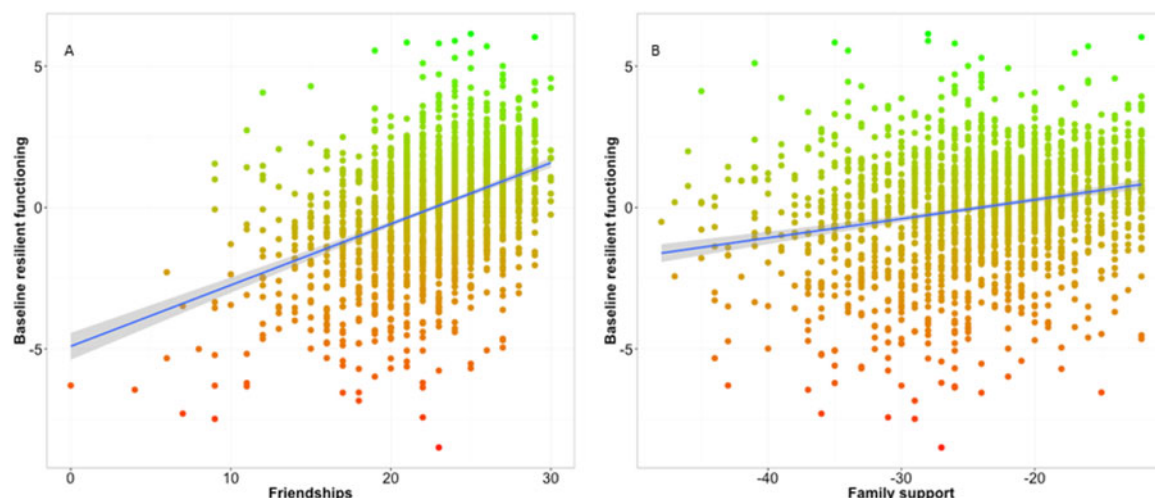 A
Baseline resilient functioning
5
0
-5
0
10
20
30
Friendships
B
Baseline resilient functioning
5
0
-5
-40
-30
-20
Family support